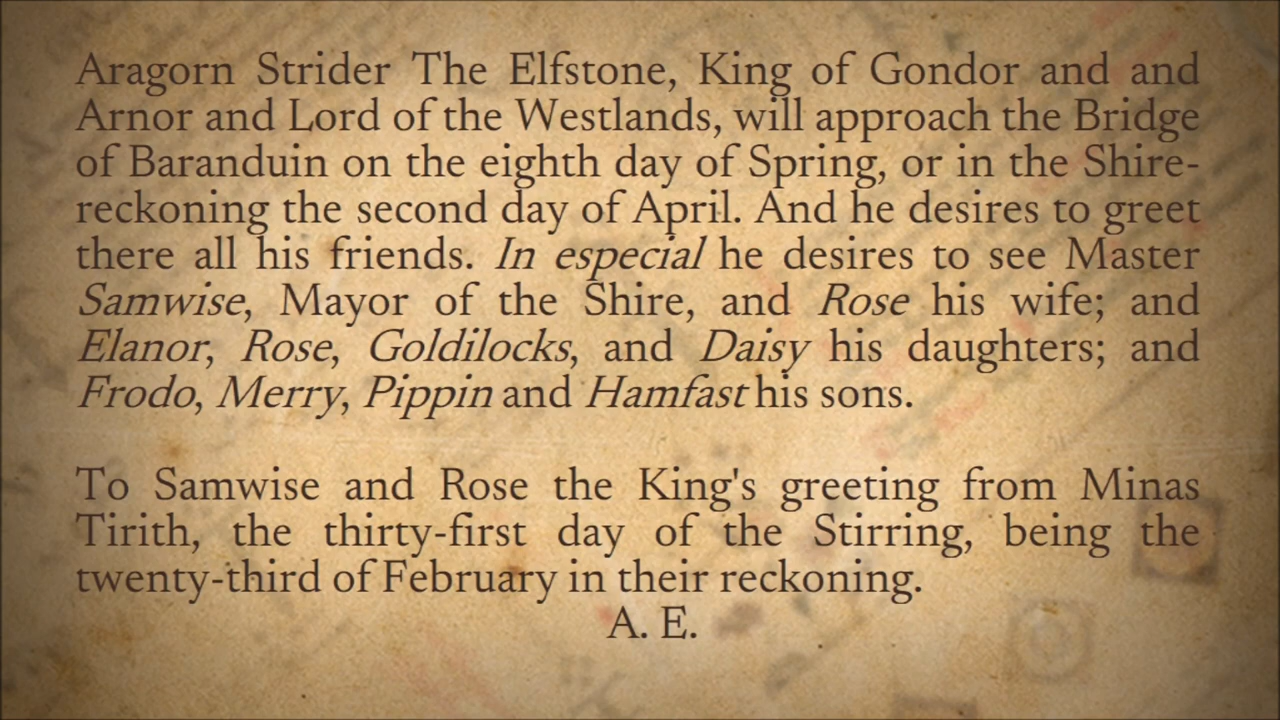 Aragorn Strider The Elfstone, King of Gondor and and
Arnor and Lord of the Westlands, will approach the Bridge
of Baranduin on the eighth day of Spring, or in the Shire-
reckoning the second day of April. And he desires to greet
there all his friends. In especial he desires to see Master
Samwise, Mayor of the Shire, and Rose his wife; and
Elanor, Rose, Goldilocks, and Daisy his daughters; and
Frodo, Merry, Pippin and Hamfast his sons.
To Samwise and Rose the King's greeting from Minas
Tirith, the thirty-first day of the Stirring, being the
twenty-third of February in their reckoning.
A. E.